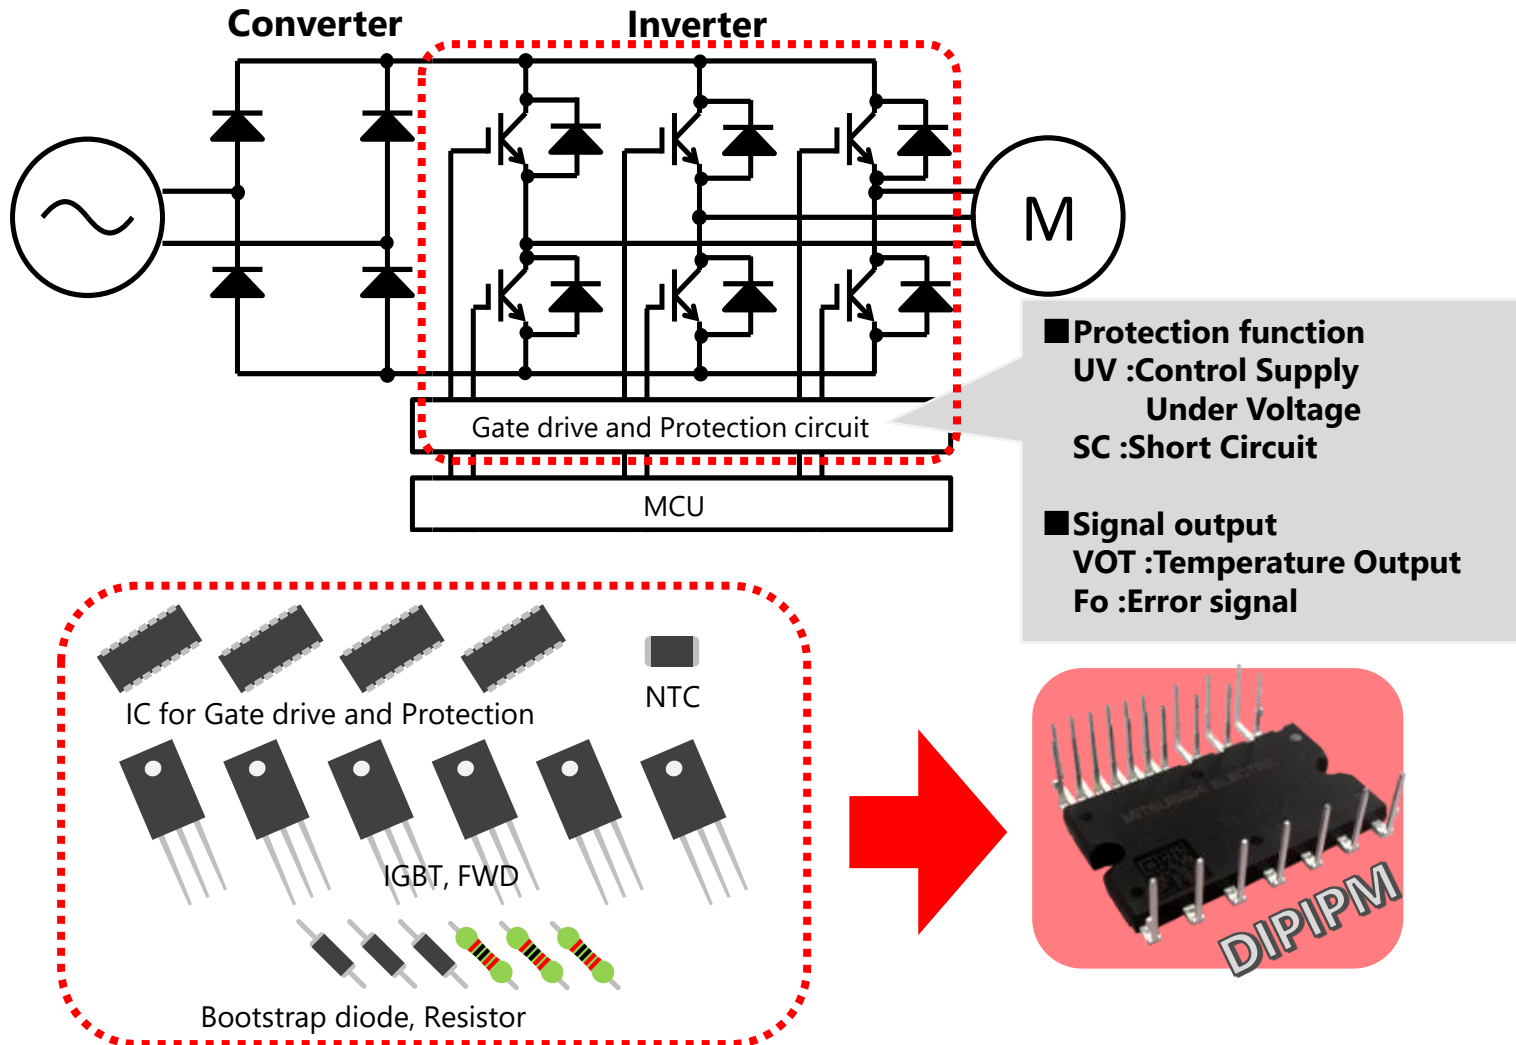 Converter
Inverter
M
Gate drive and Protection circuit
MCU
■Protection function
UV :Control Supply
Under Voltage
SC :Short Circuit
■Signal output
VOT :Temperature Output
Fo :Error signal
IC for Gate drive and Protection
NTC
IGBT, FWD
Bootstrap diode, Resistor
MITSUBISHI ELECTRIC
DIPIPM